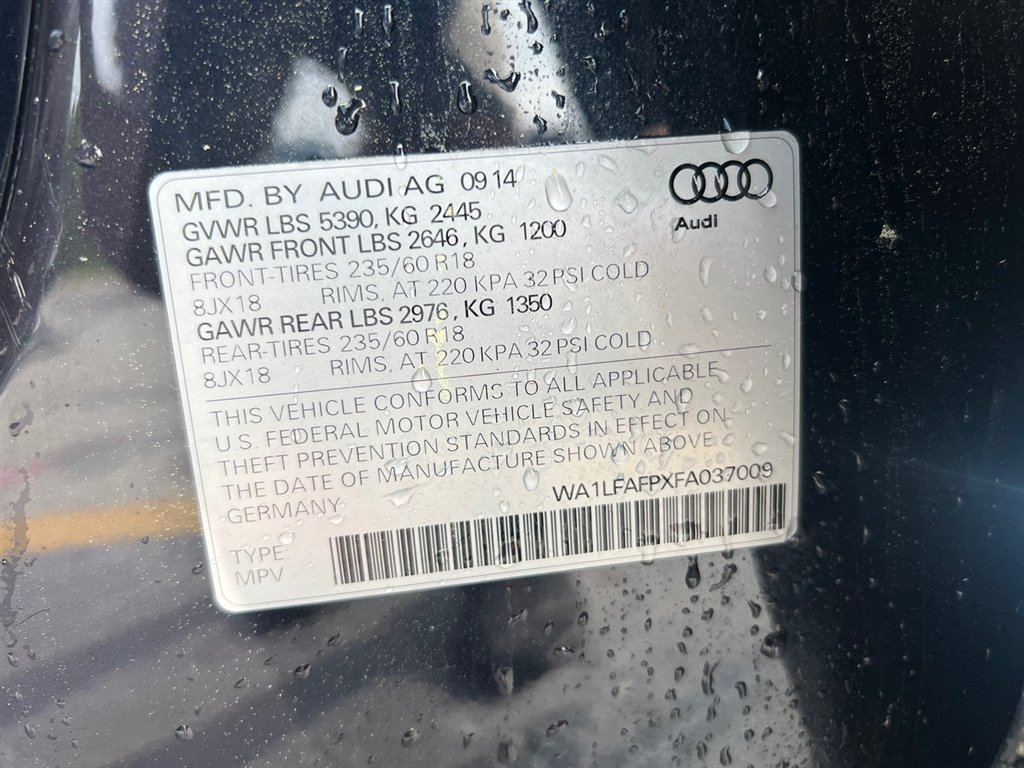 MFD. BY AUDI AG 09 14
Audi
GVWR LBS 5390, KG 2445
GAWR FRONT LBS 2646, KG 1200
FRONT-TIRES 235/60 R18
8JX18 RIMS, AT 220 KPA 32 PSI COLD
GAWR REAR LBS 2976, KG 1350
REAR-TIRES 235/60 R18
8JX18 RIMS, AT 220 KPA 32 PSI COLD
THIS VEHICLE CONFORMS TO ALL APPLICABLE
U.S. FEDERAL MOTOR VEHICLE SAFETY AND
THEFT PREVENTION STANDARDS IN EFFECT ON
THE DATE OF MANUFACTURE SHOWN ABOVE
GERMANY
WA1LFAFPXFA037009
TYPE:
MPV